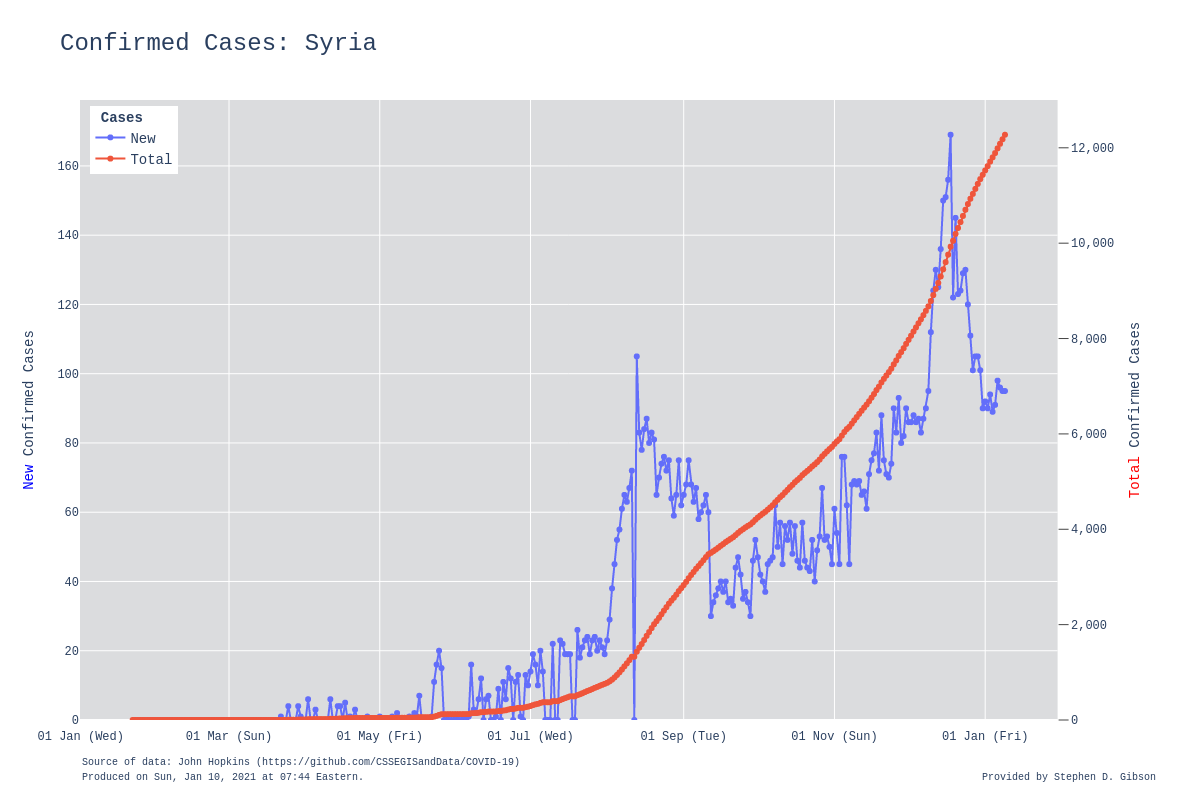 Confirmed Cases: Syria
Cases
New
Total
160
140
120
100
80
60
40
20
0
12,000
10,000
8,000
6,000
4,000
2,000
0
New Confirmed Cases
Total Confirmed Cases
01 Jan (Wed) 01 Mar (Sun) 01 May (Fri) 01 Jul (Wed) 01 Sep (Tue) 01 Nov (Sun) 01 Jan (Fri)
Source of data: John Hopkins (https://github.com/CSSEGISandData/COVID-19)
Produced on Sun, Jan 10, 2021 at 07:44 Eastern.
Provided by Stephen D. Gibson